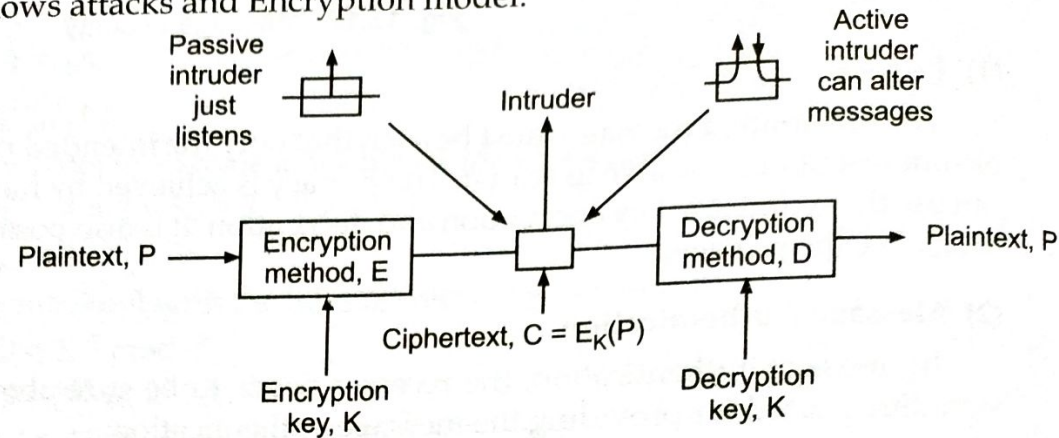 ows attacks and Encryption model.
Passive
intruder
just
listens
Intruder
Active
intruder
can alter
messages
Plaintext, P
Encryption
method, E
Decryption
method, D
Plaintext, P
Ciphertext, C = E_K(P)
Encryption
key, K
Decryption
key, K